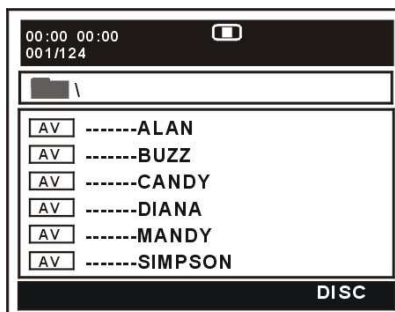 00:00 00:00
001/124
\
AV -------ALAN
AV -------BUZZ
AV -------CANDY
AV -------DIANA
AV -------MANDY
AV -------SIMPSON
DISC